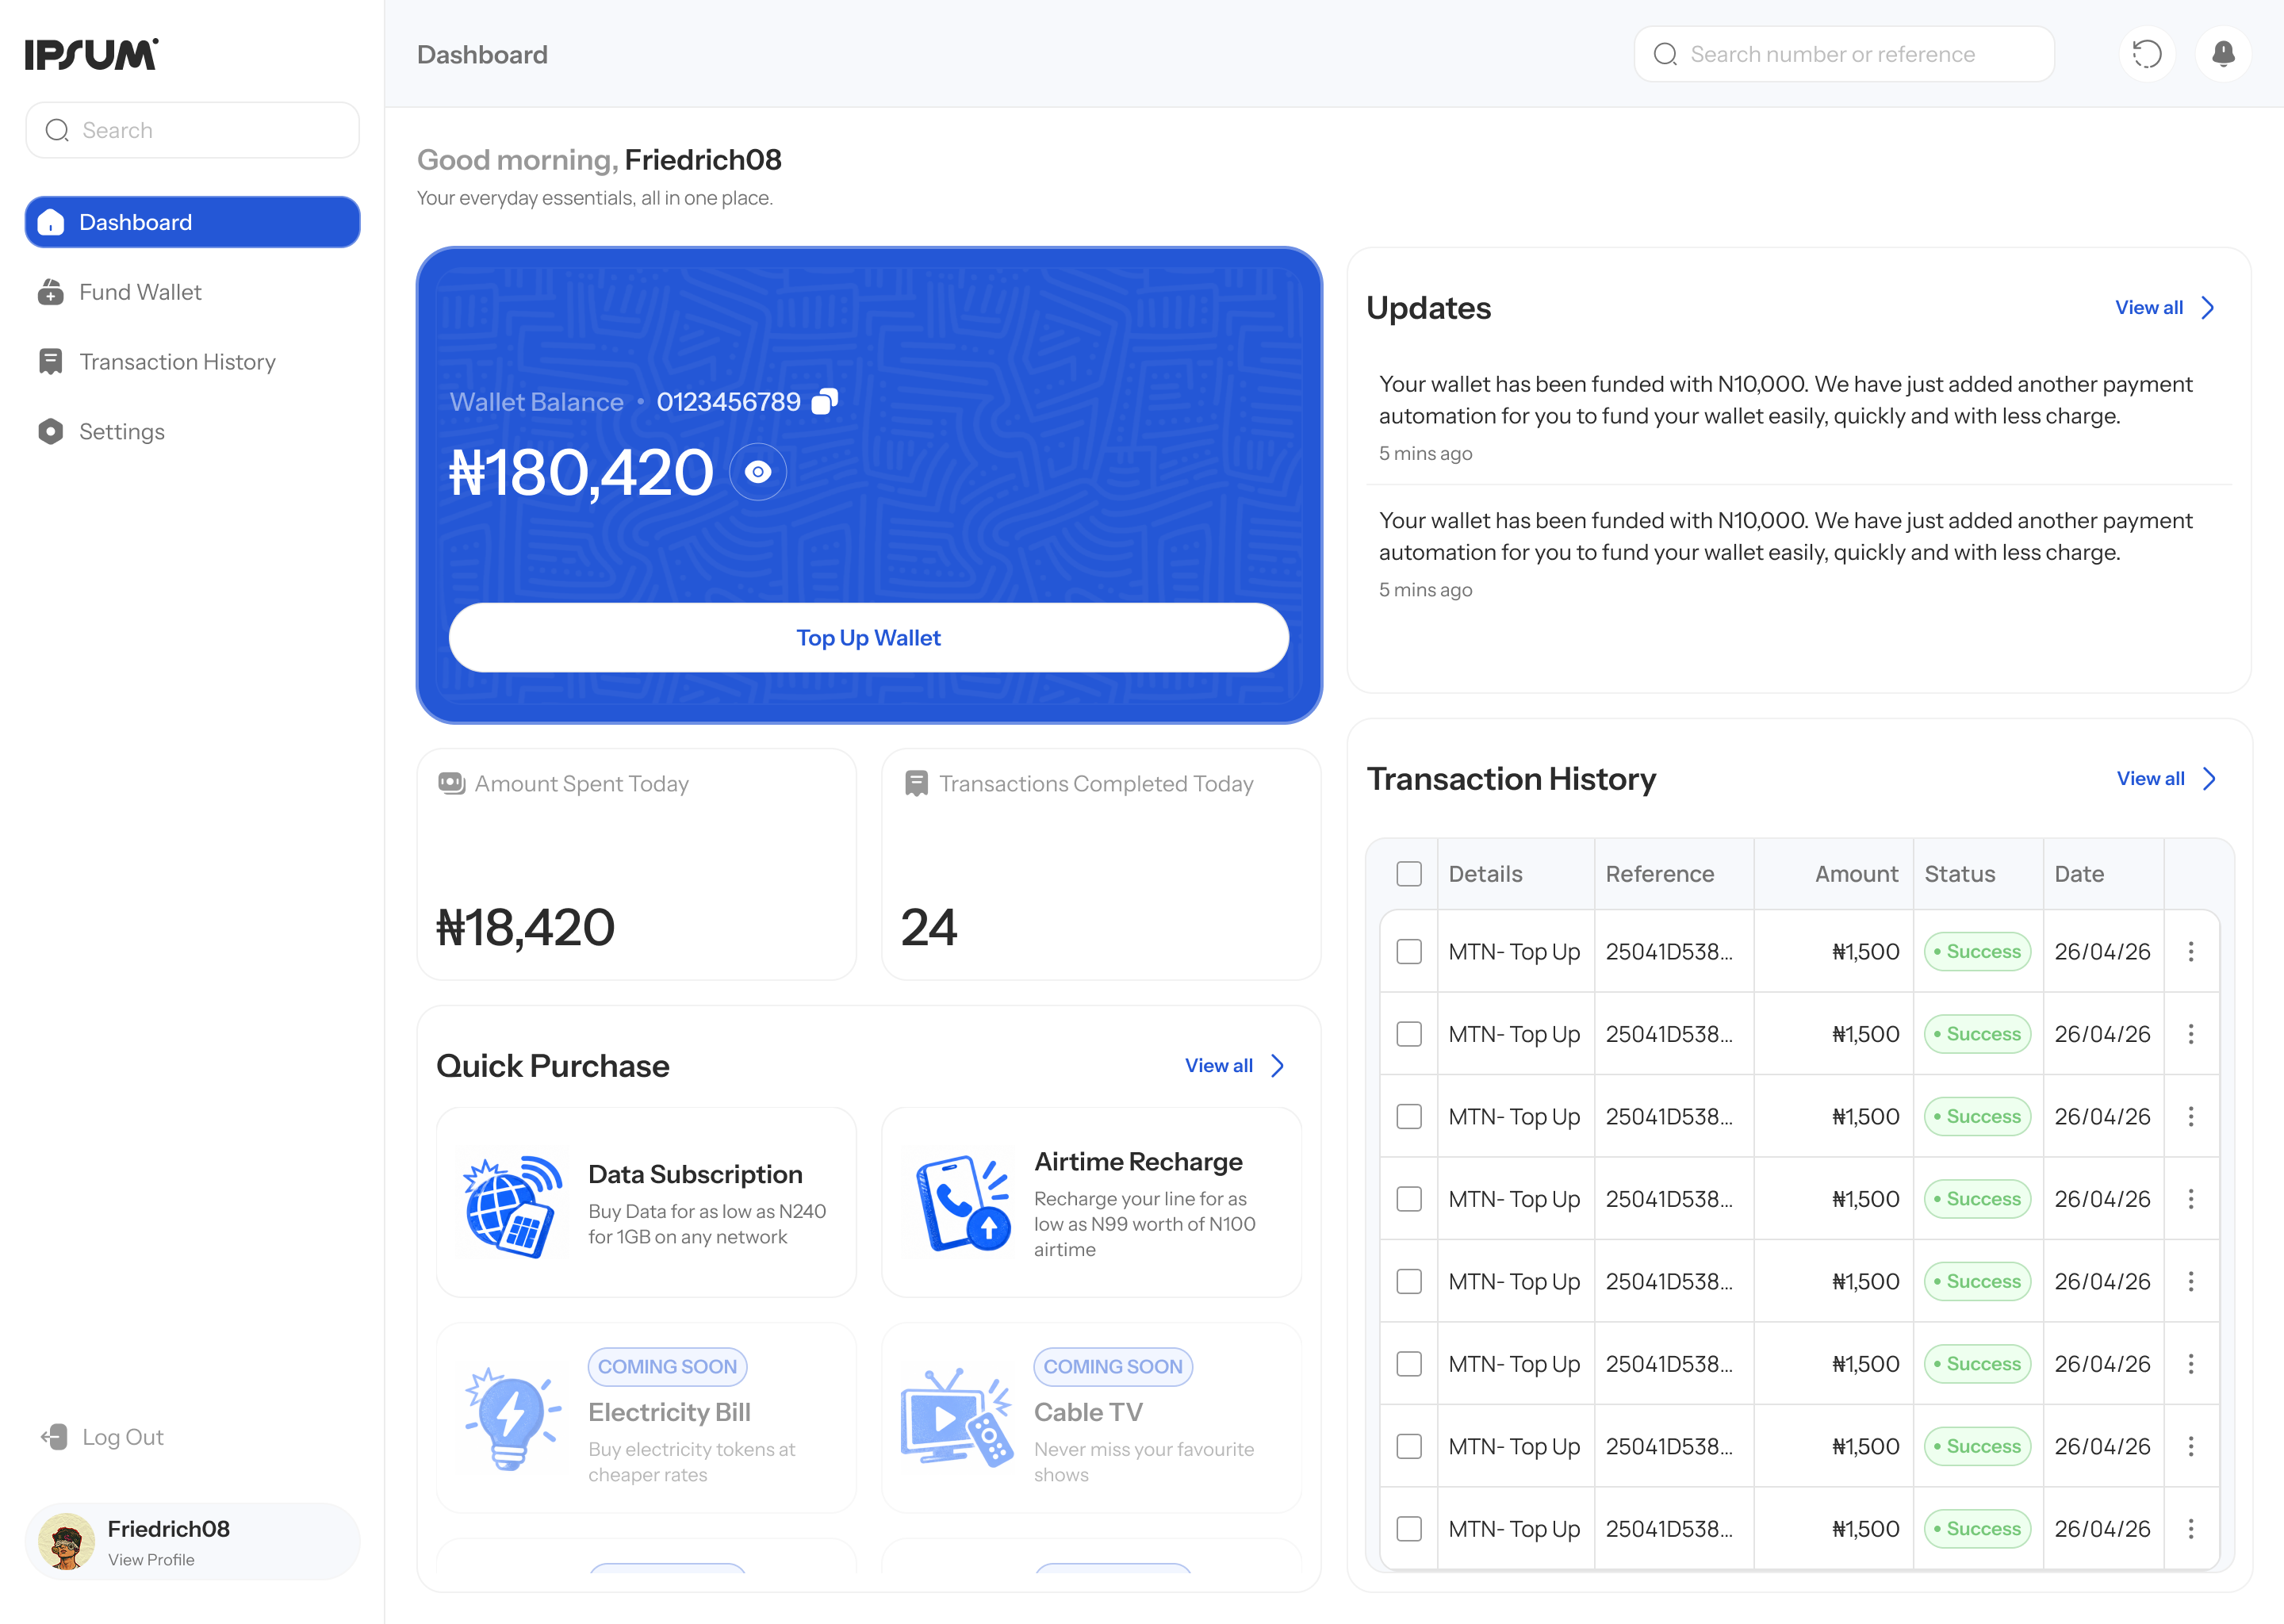 IPSUM
Search
Dashboard
Fund Wallet
Transaction History
Settings
Log Out
Friedrich08
View Profile
Dashboard
Search number or reference
Good morning, Friedrich08
Your everyday essentials, all in one place.
Wallet Balance • 0123456789
₦180,420
Top Up Wallet
Amount Spent Today
₦18,420
Transactions Completed Today
24
Quick Purchase
View all
Data Subscription
Buy Data for as low as N240
for 1GB on any network
Airtime Recharge
Recharge your line for as
low as N99 worth of N100
airtime
COMING SOON
Electricity Bill
Buy electricity tokens at
cheaper rates
COMING SOON
Cable TV
Never miss your favourite
shows
Updates
View all
Your wallet has been funded with N10,000. We have just added another payment
automation for you to fund your wallet easily, quickly and with less charge.
5 mins ago
Your wallet has been funded with N10,000. We have just added another payment
automation for you to fund your wallet easily, quickly and with less charge.
5 mins ago
Transaction History
View all
Details Reference Amount Status Date
MTN- Top Up 25041D538... ₦1,500 • Success 26/04/26
MTN- Top Up 25041D538... ₦1,500 • Success 26/04/26
MTN- Top Up 25041D538... ₦1,500 • Success 26/04/26
MTN- Top Up 25041D538... ₦1,500 • Success 26/04/26
MTN- Top Up 25041D538... ₦1,500 • Success 26/04/26
MTN- Top Up 25041D538... ₦1,500 • Success 26/04/26
MTN- Top Up 25041D538... ₦1,500 • Success 26/04/26
MTN- Top Up 25041D538... ₦1,500 • Success 26/04/26